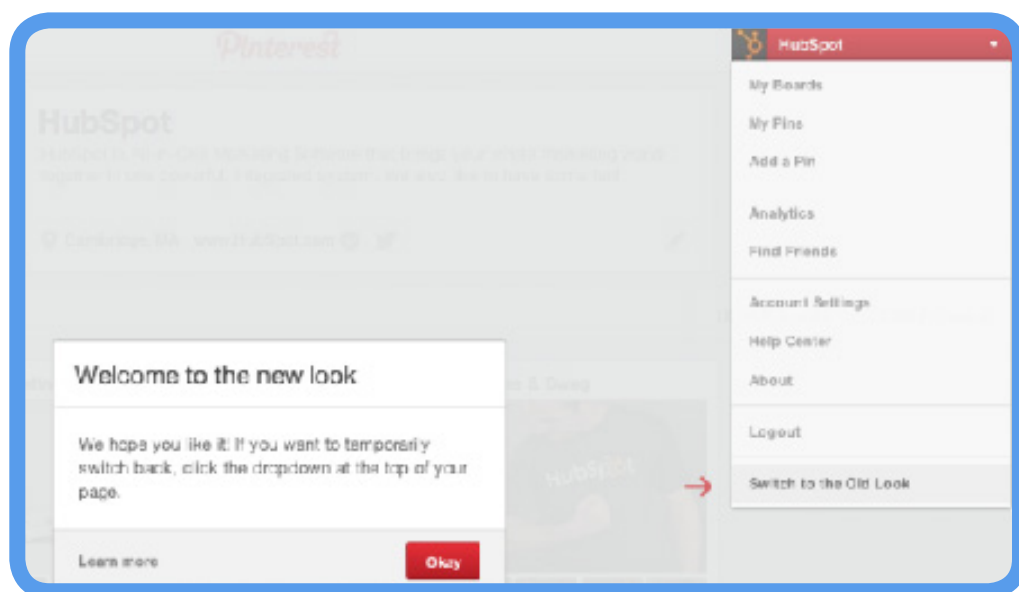 Pinterest
HubSpot
HubSpot
My Boards
My Pins
Add a Pin
Analytics
Find Friends
Account Settings
Help Center
About
Logout
Switch to the Old Look
Welcome to the new look
We hope you like it! If you want to temporarily
switch back, click the dropdown at the top of your
page.
Learn more
Okay
& Swag
HubSpot